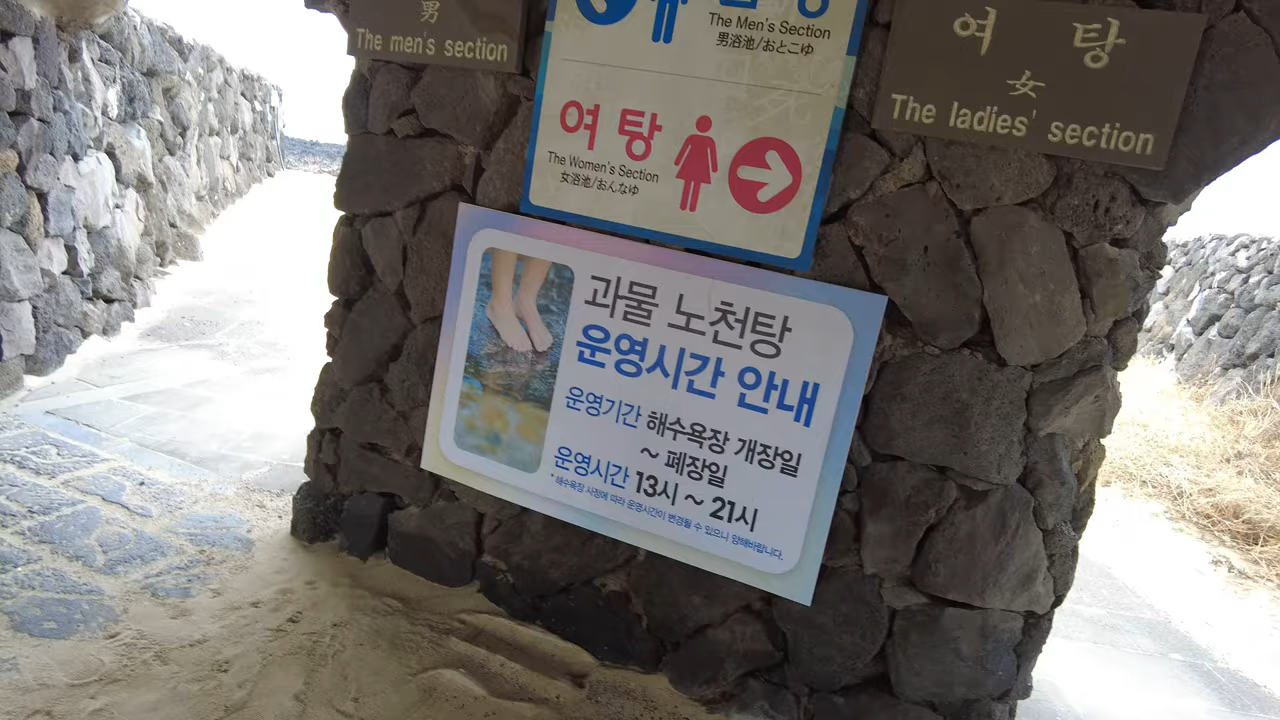 男
The men's section
The Men's Section
男浴池/おとこゆ
여탕
The Women's Section
女浴池/おんなゆ
여 탕
女
The ladies' section
과물 노천탕
운영시간 안내
운영기간 해수욕장 개장일
~ 폐장일
운영시간 13시 ~ 21시
* 해수욕장 사정에 따라 운영시간이 변경될 수 있으니 양해바랍니다.